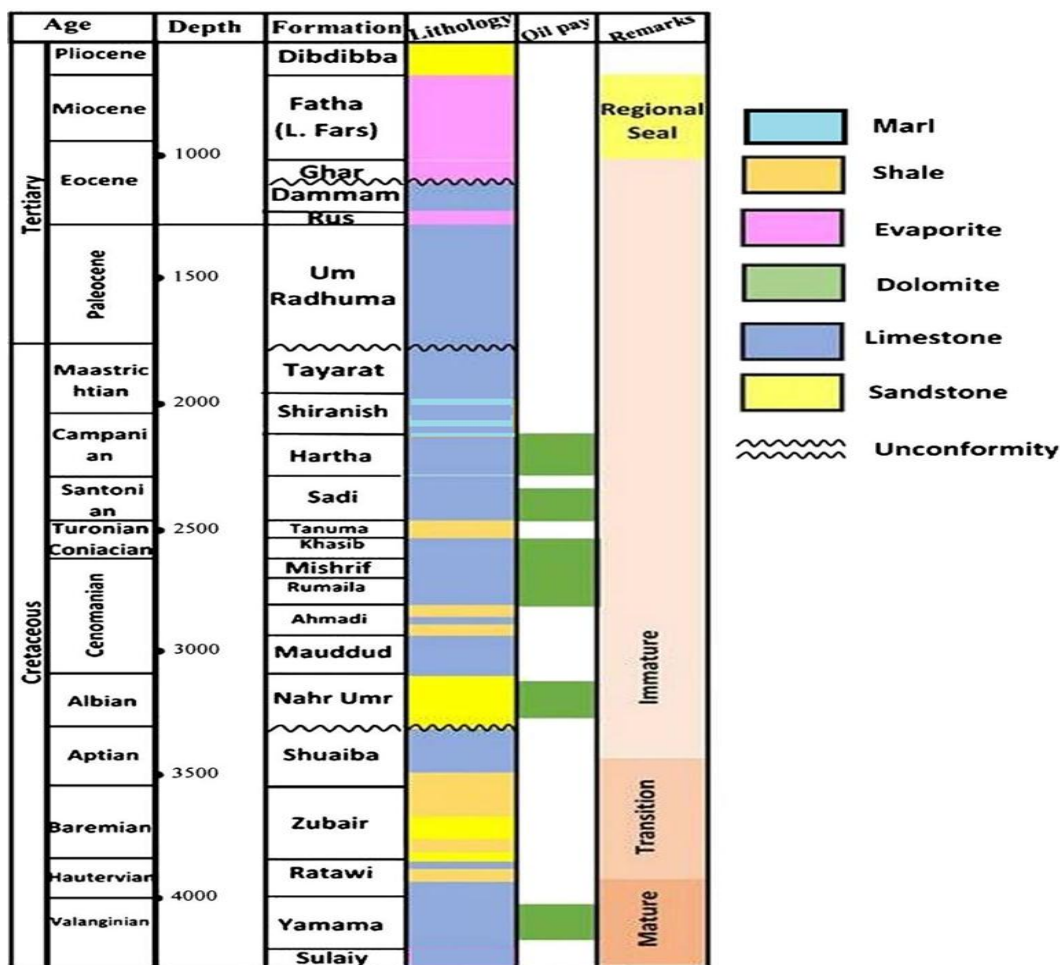 Age Depth Formation Lithology Oil pay Remarks
Tertiary
Cretaceous
Pliocene
Miocene
Eocene
Paleocene
Maastric
htian
Campani
an
Santoni
an
Turonian
Coniacian
Cenomanian
Albian
Aptian
Baremian
Hautervian
Valanginian
1000
1500
2000
2500
3000
3500
4000
Dibdibba
Fatha
(L. Fars)
Ghar
Dammam
Rus
Um
Radhuma
Tayarat
Shiranish
Hartha
Sadi
Tanuma
Khasib
Mishrif
Rumaila
Ahmadi
Mauddud
Nahr Umr
Shuaiba
Zubair
Ratawi
Yamama
Sulaiy
Regional
Seal
Immature
Transition
Mature
Marl
Shale
Evaporite
Dolomite
Limestone
Sandstone
Unconformity